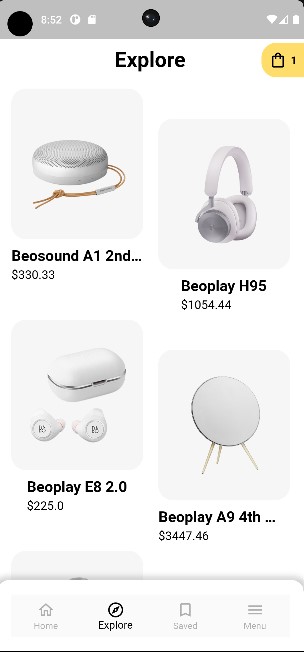 8:52
Explore
1
Beosound A1 2nd...
$330.33
Beoplay H95
$1054.44
Beoplay E8 2.0
$225.0
Beoplay A9 4th ...
$3447.46
Home
Explore
Saved
Menu